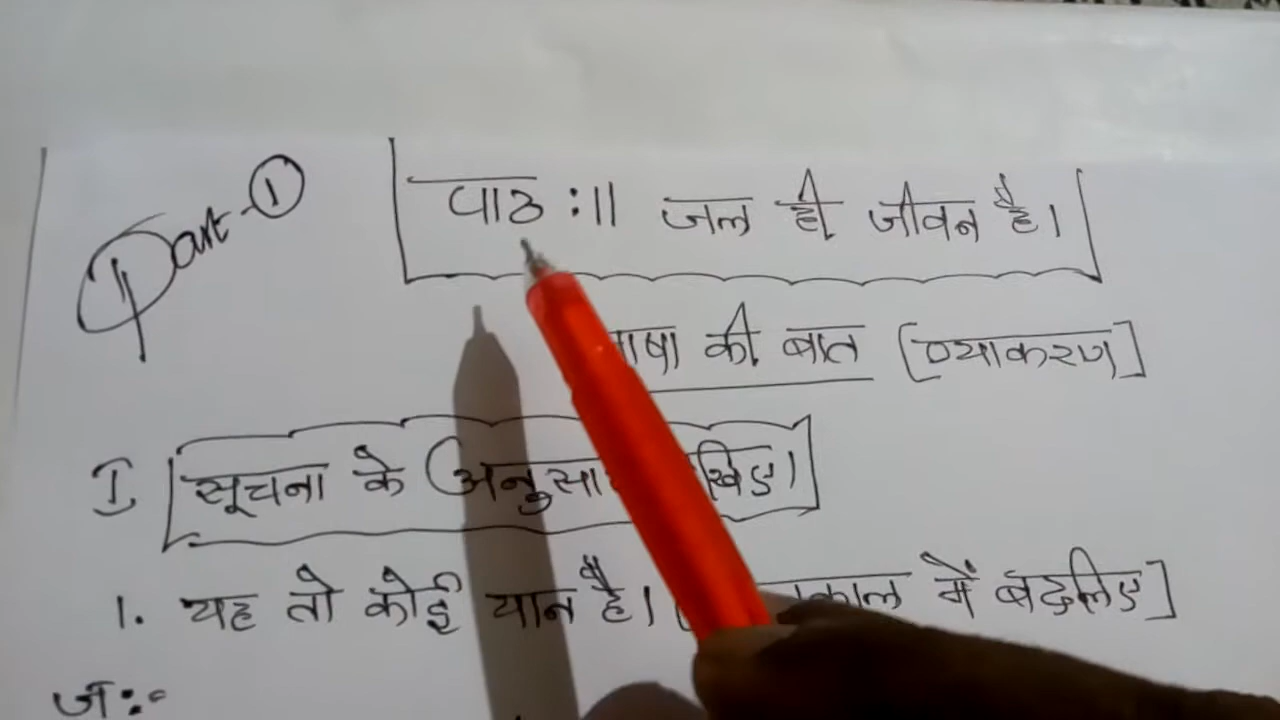 Part-①
पाठ :11 जल ही जीवन है।
की बात [व्याकरण]
I सूचना के
1. यह तो कोई यान है। में बदलिए]
ज:-